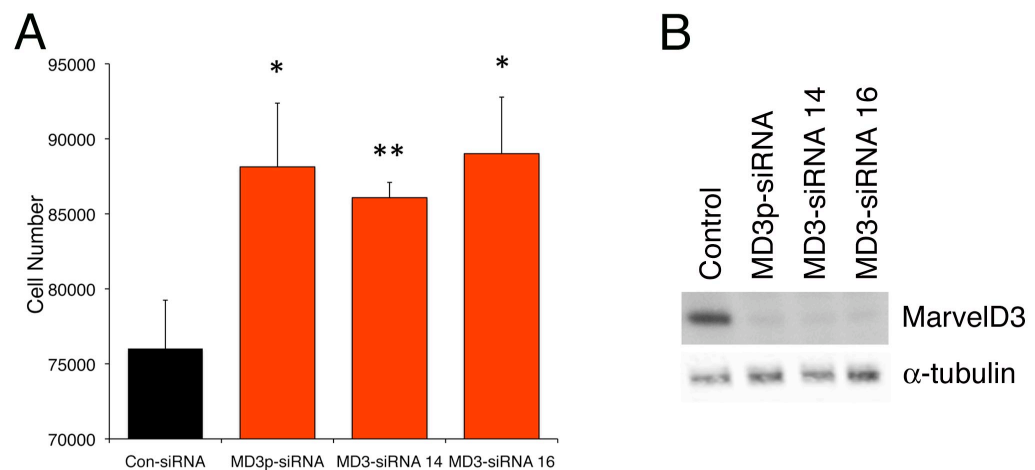 A
95000
90000
85000
80000
75000
70000
Cell Number
*
**
*
Con-siRNA
MD3p-siRNA
MD3-siRNA 14
MD3-siRNA 16
B
Control
MD3p-siRNA
MD3-siRNA 14
MD3-siRNA 16
MarvelD3
α-tubulin